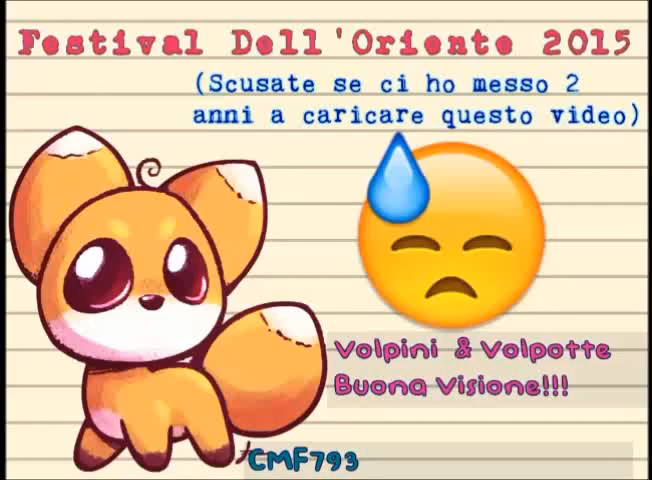 Festival Dell'Oriente 2015
(Scusate se ci ho messo 2
anni a caricare questo video)
Volpini & Volpotte
Buona Visione!!!
CMF793